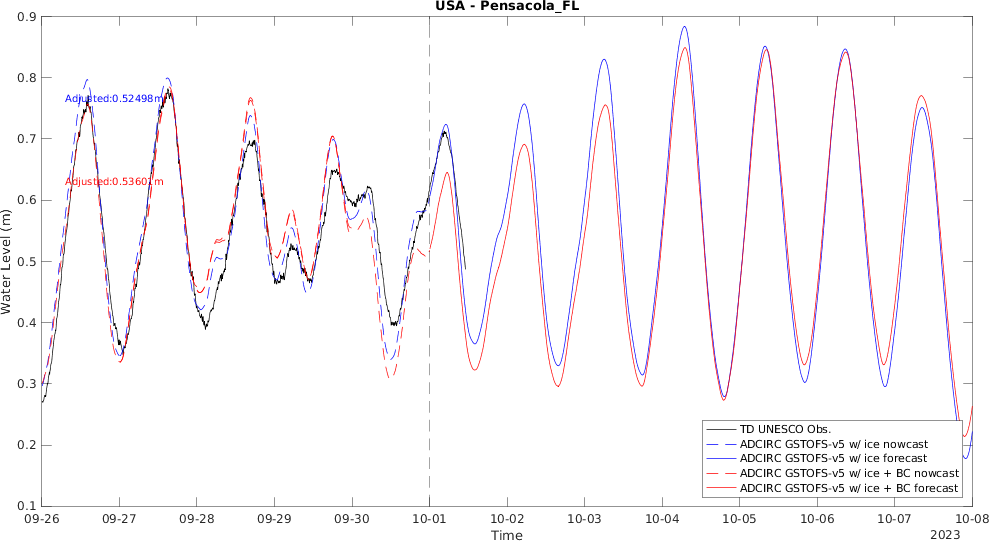 USA - Pensacola_FL
0.9
0.8
0.7
0.6
0.5
0.4
0.3
0.2
0.1
Water Level (m)
Adjusted:0.52498m
Adjusted:0.53601m
TD UNESCO Obs.
ADCIRC GSTOFS-v5 w/ ice nowcast
ADCIRC GSTOFS-v5 w/ ice forecast
ADCIRC GSTOFS-v5 w/ ice + BC nowcast
ADCIRC GSTOFS-v5 w/ ice + BC forecast
09-26 09-27 09-28 09-29 09-30 10-01 10-02 10-03 10-04 10-05 10-06 10-07 10-08
Time
2023